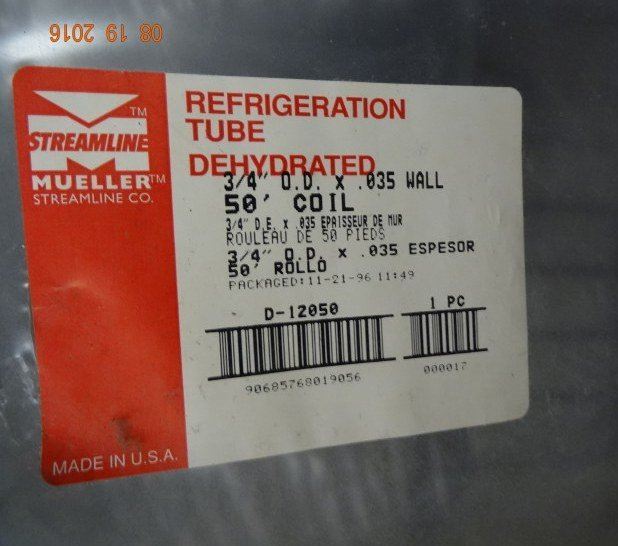 08 19 2016
STREAMLINE
TM
MUELLER TM
STREAMLINE CO.
REFRIGERATION
TUBE
DEHYDRATED
3/4" O.D. x .035 WALL
50' COIL
3/4" D.E. x .035 EPAISSEUR DE MUR
ROULEAU DE 50 PIEDS
3/4" O.D. x .035 ESPESOR
50' ROLLO
PACKAGED:11-21-96 11:49
D-12050
1 PC
90685768019056
000017
MADE IN U.S.A.